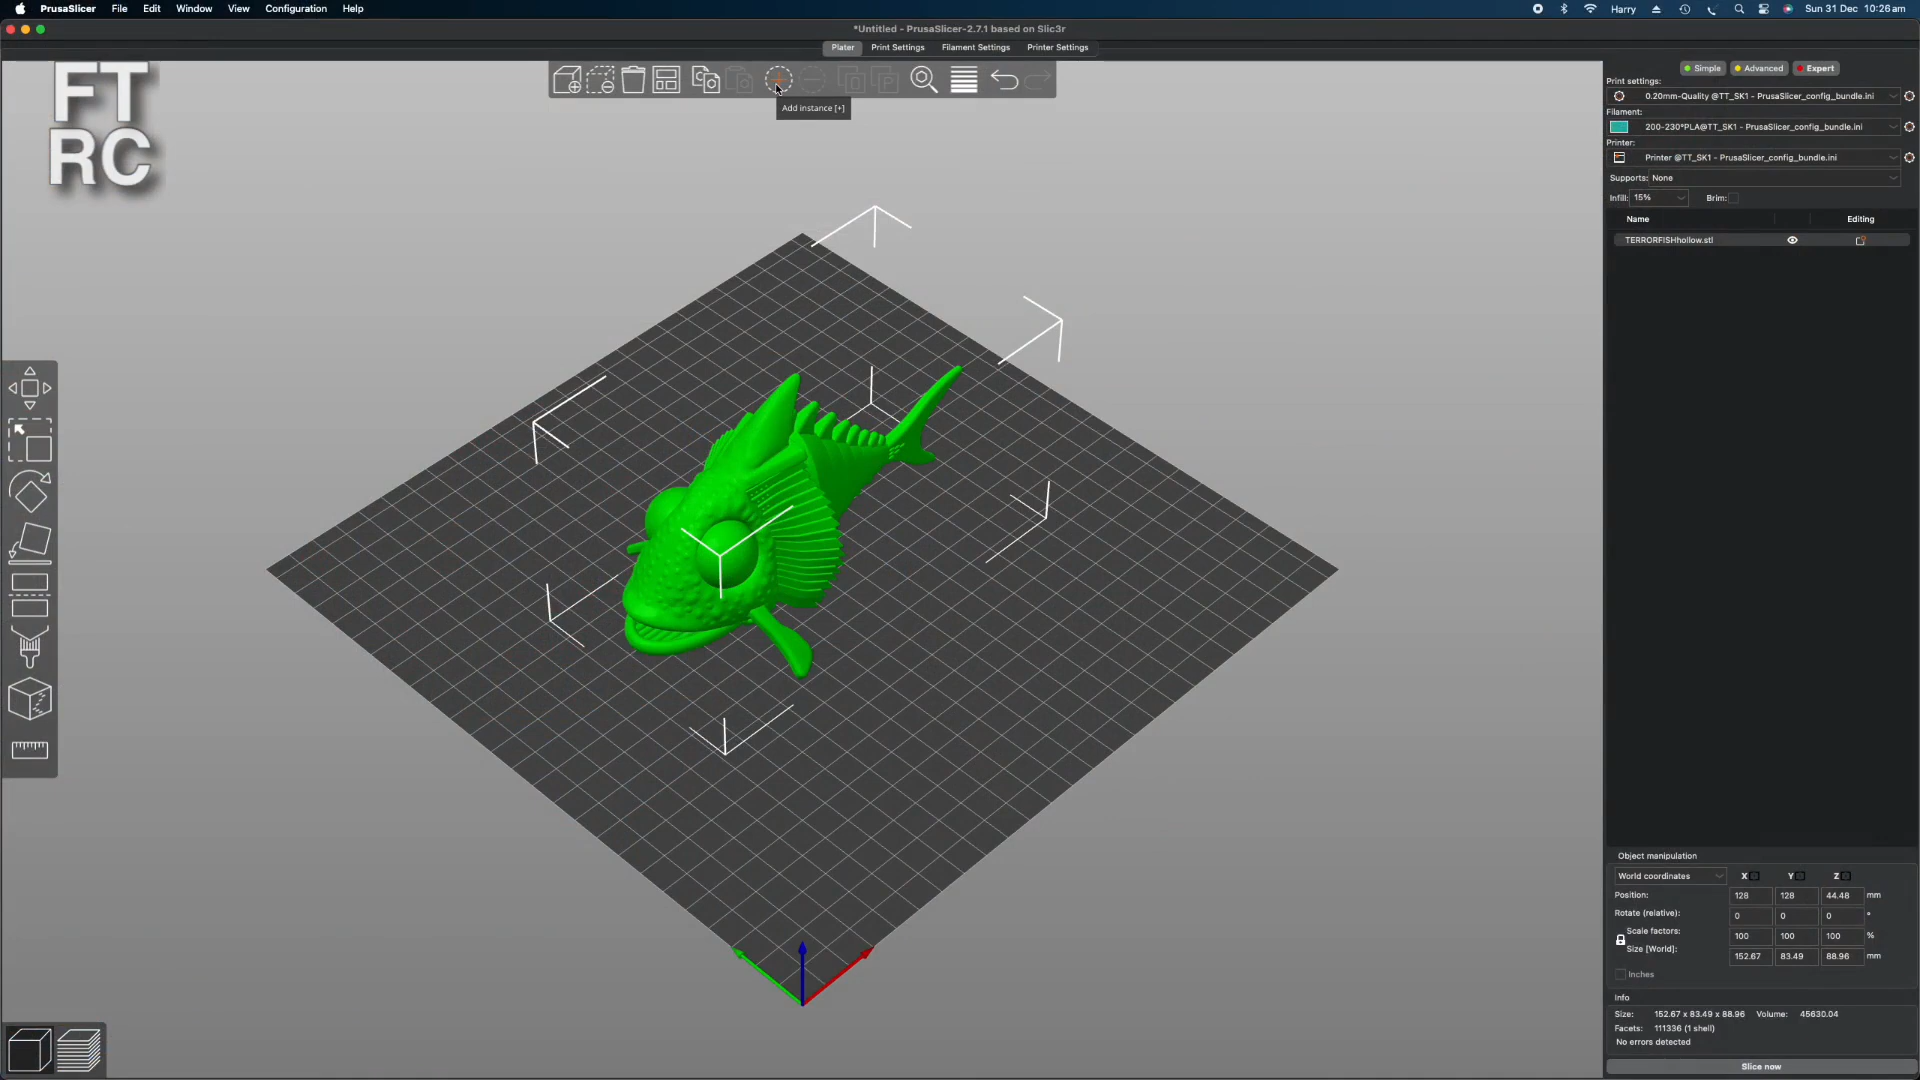 PrusaSlicer File Edit Window View Configuration Help
Harry Sun 31 Dec 10:26 am
*Untitled - PrusaSlicer-2.7.1 based on Slic3r
Plater Print Settings Filament Settings Printer Settings
FT
RC
Add instance [+]
Simple Advanced Expert
Print settings:
0.20mm-Quality @TT_SK1 - PrusaSlicer_config_bundle.ini
Filament:
200-230°PLA@TT_SK1 - PrusaSlicer_config_bundle.ini
Printer:
Printer @TT_SK1 - PrusaSlicer_config_bundle.ini
Supports: None
Infill: 15% Brim:
Name Editing
TERRORFISHhollow.stl
Object manipulation
World coordinates X Y Z
Position: 128 128 44.48 mm
Rotate (relative): 0 0 0 °
Scale factors: 100 100 100 %
Size [World]: 152.67 83.49 88.96 mm
Inches
Info
Size: 152.67 x 83.49 x 88.96 Volume: 45630.04
Facets: 111336 (1 shell)
No errors detected
Slice now